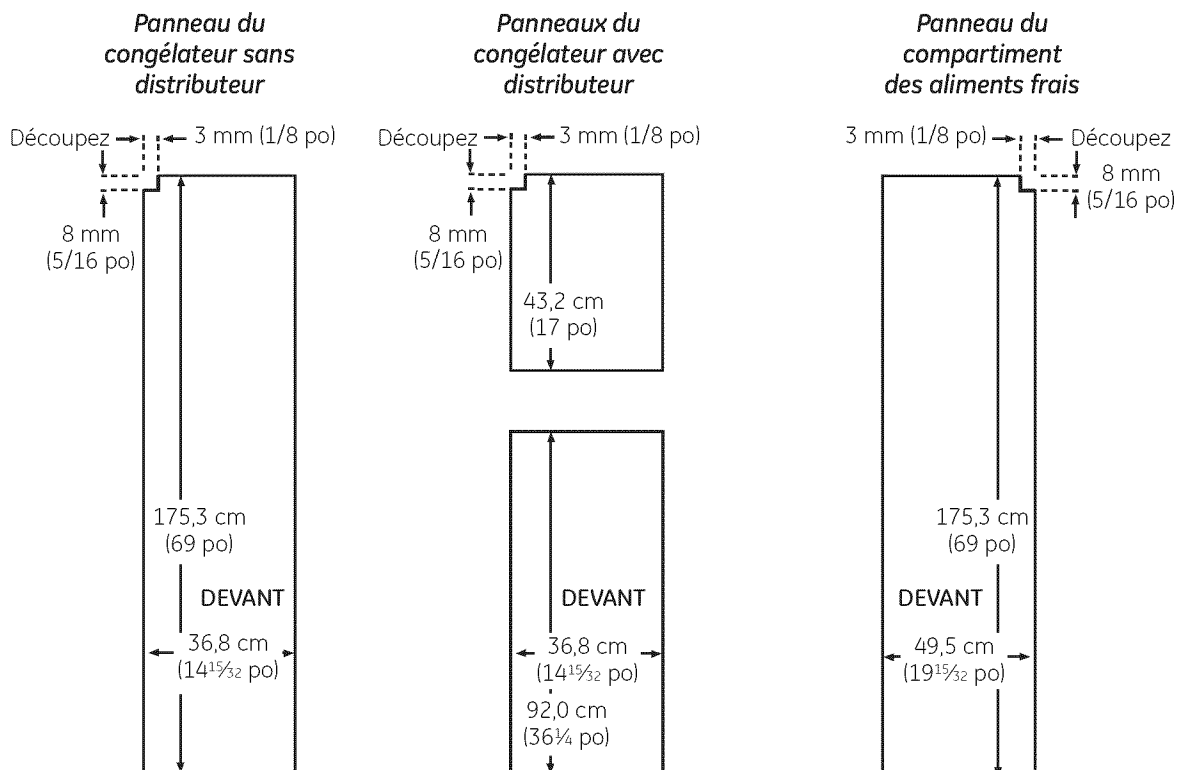 Panneau du
congélateur sans
distributeur
Découpez
3 mm (1/8 po)
8 mm
(5/16 po)
175,3 cm
(69 po)
DEVANT
36,8 cm
(14 15/32 po)
Panneaux du
congélateur avec
distributeur
Découpez
3 mm (1/8 po)
8 mm
(5/16 po)
43,2 cm
(17 po)
DEVANT
36,8 cm
(14 15/32 po)
92,0 cm
(36¼ po)
Panneau du
compartiment
des aliments frais
3 mm (1/8 po)
Découpez
8 mm
(5/16 po)
175,3 cm
(69 po)
DEVANT
49,5 cm
(19 15/32 po)